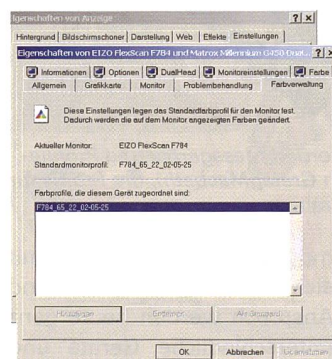 Eigenschaften von Anzeige
Hintergrund Bildschirmschoner Darstellung Web Effekte Einstellungen
Eigenschaften von EIZO FlexScan F784 und Matrox Millennium G450 Dual...
Informationen Optionen DualHead Monitoreinstellungen Farbe
Allgemein Grafikkarte Monitor Problembehandlung Farbverwaltung
Diese Einstellungen legen das Standardfarbprofil für den Monitor fest.
Dadurch werden die auf dem Monitor angezeigten Farben geändert.
Aktueller Monitor: EIZO FlexScan F784
Standardmonitorprofil: F784_65_22_02-05-25
Farbprofile, die diesem Gerät zugeordnet sind:
F784_65_22_02-05-25
Hinzufügen Entfernen Als Standard
OK Abbrechen Übernehmen